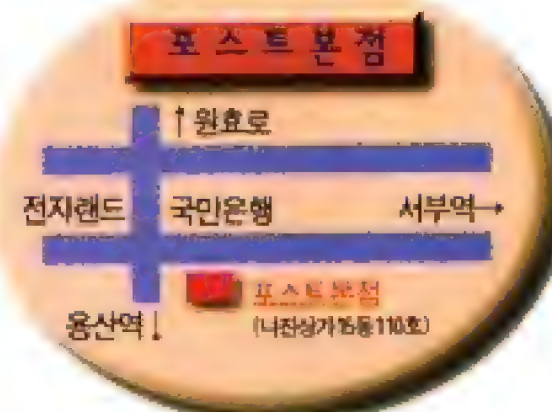 포스트본점
↑원효로
전자랜드 국민은행 서부역→
포스트본점
용산역↓ (나진상가16동110호)